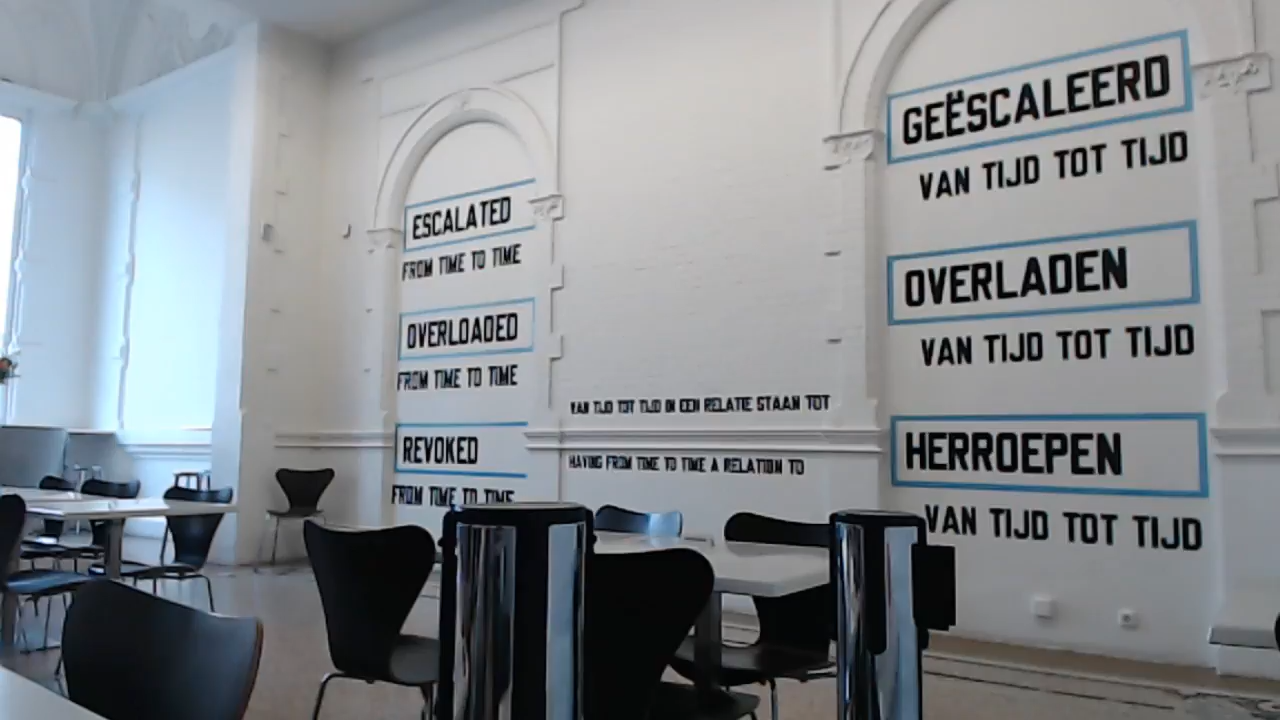 ESCALATED
FROM TIME TO TIME
OVERLOADED
FROM TIME TO TIME
REVOKED
FROM TIME TO TIME
VAN TIJD TOT TIJD IN EEN RELATIE STAAN TOT
HAVING FROM TIME TO TIME A RELATION TO
GEËSCALEERD
VAN TIJD TOT TIJD
OVERLADEN
VAN TIJD TOT TIJD
HERROEPEN
VAN TIJD TOT TIJD